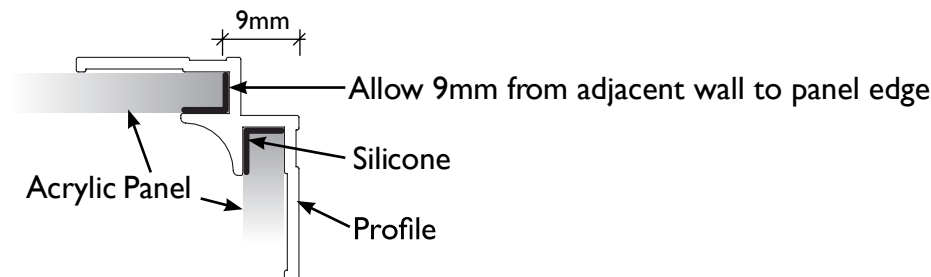 9mm
Allow 9mm from adjacent wall to panel edge
Silicone
Acrylic Panel
Profile